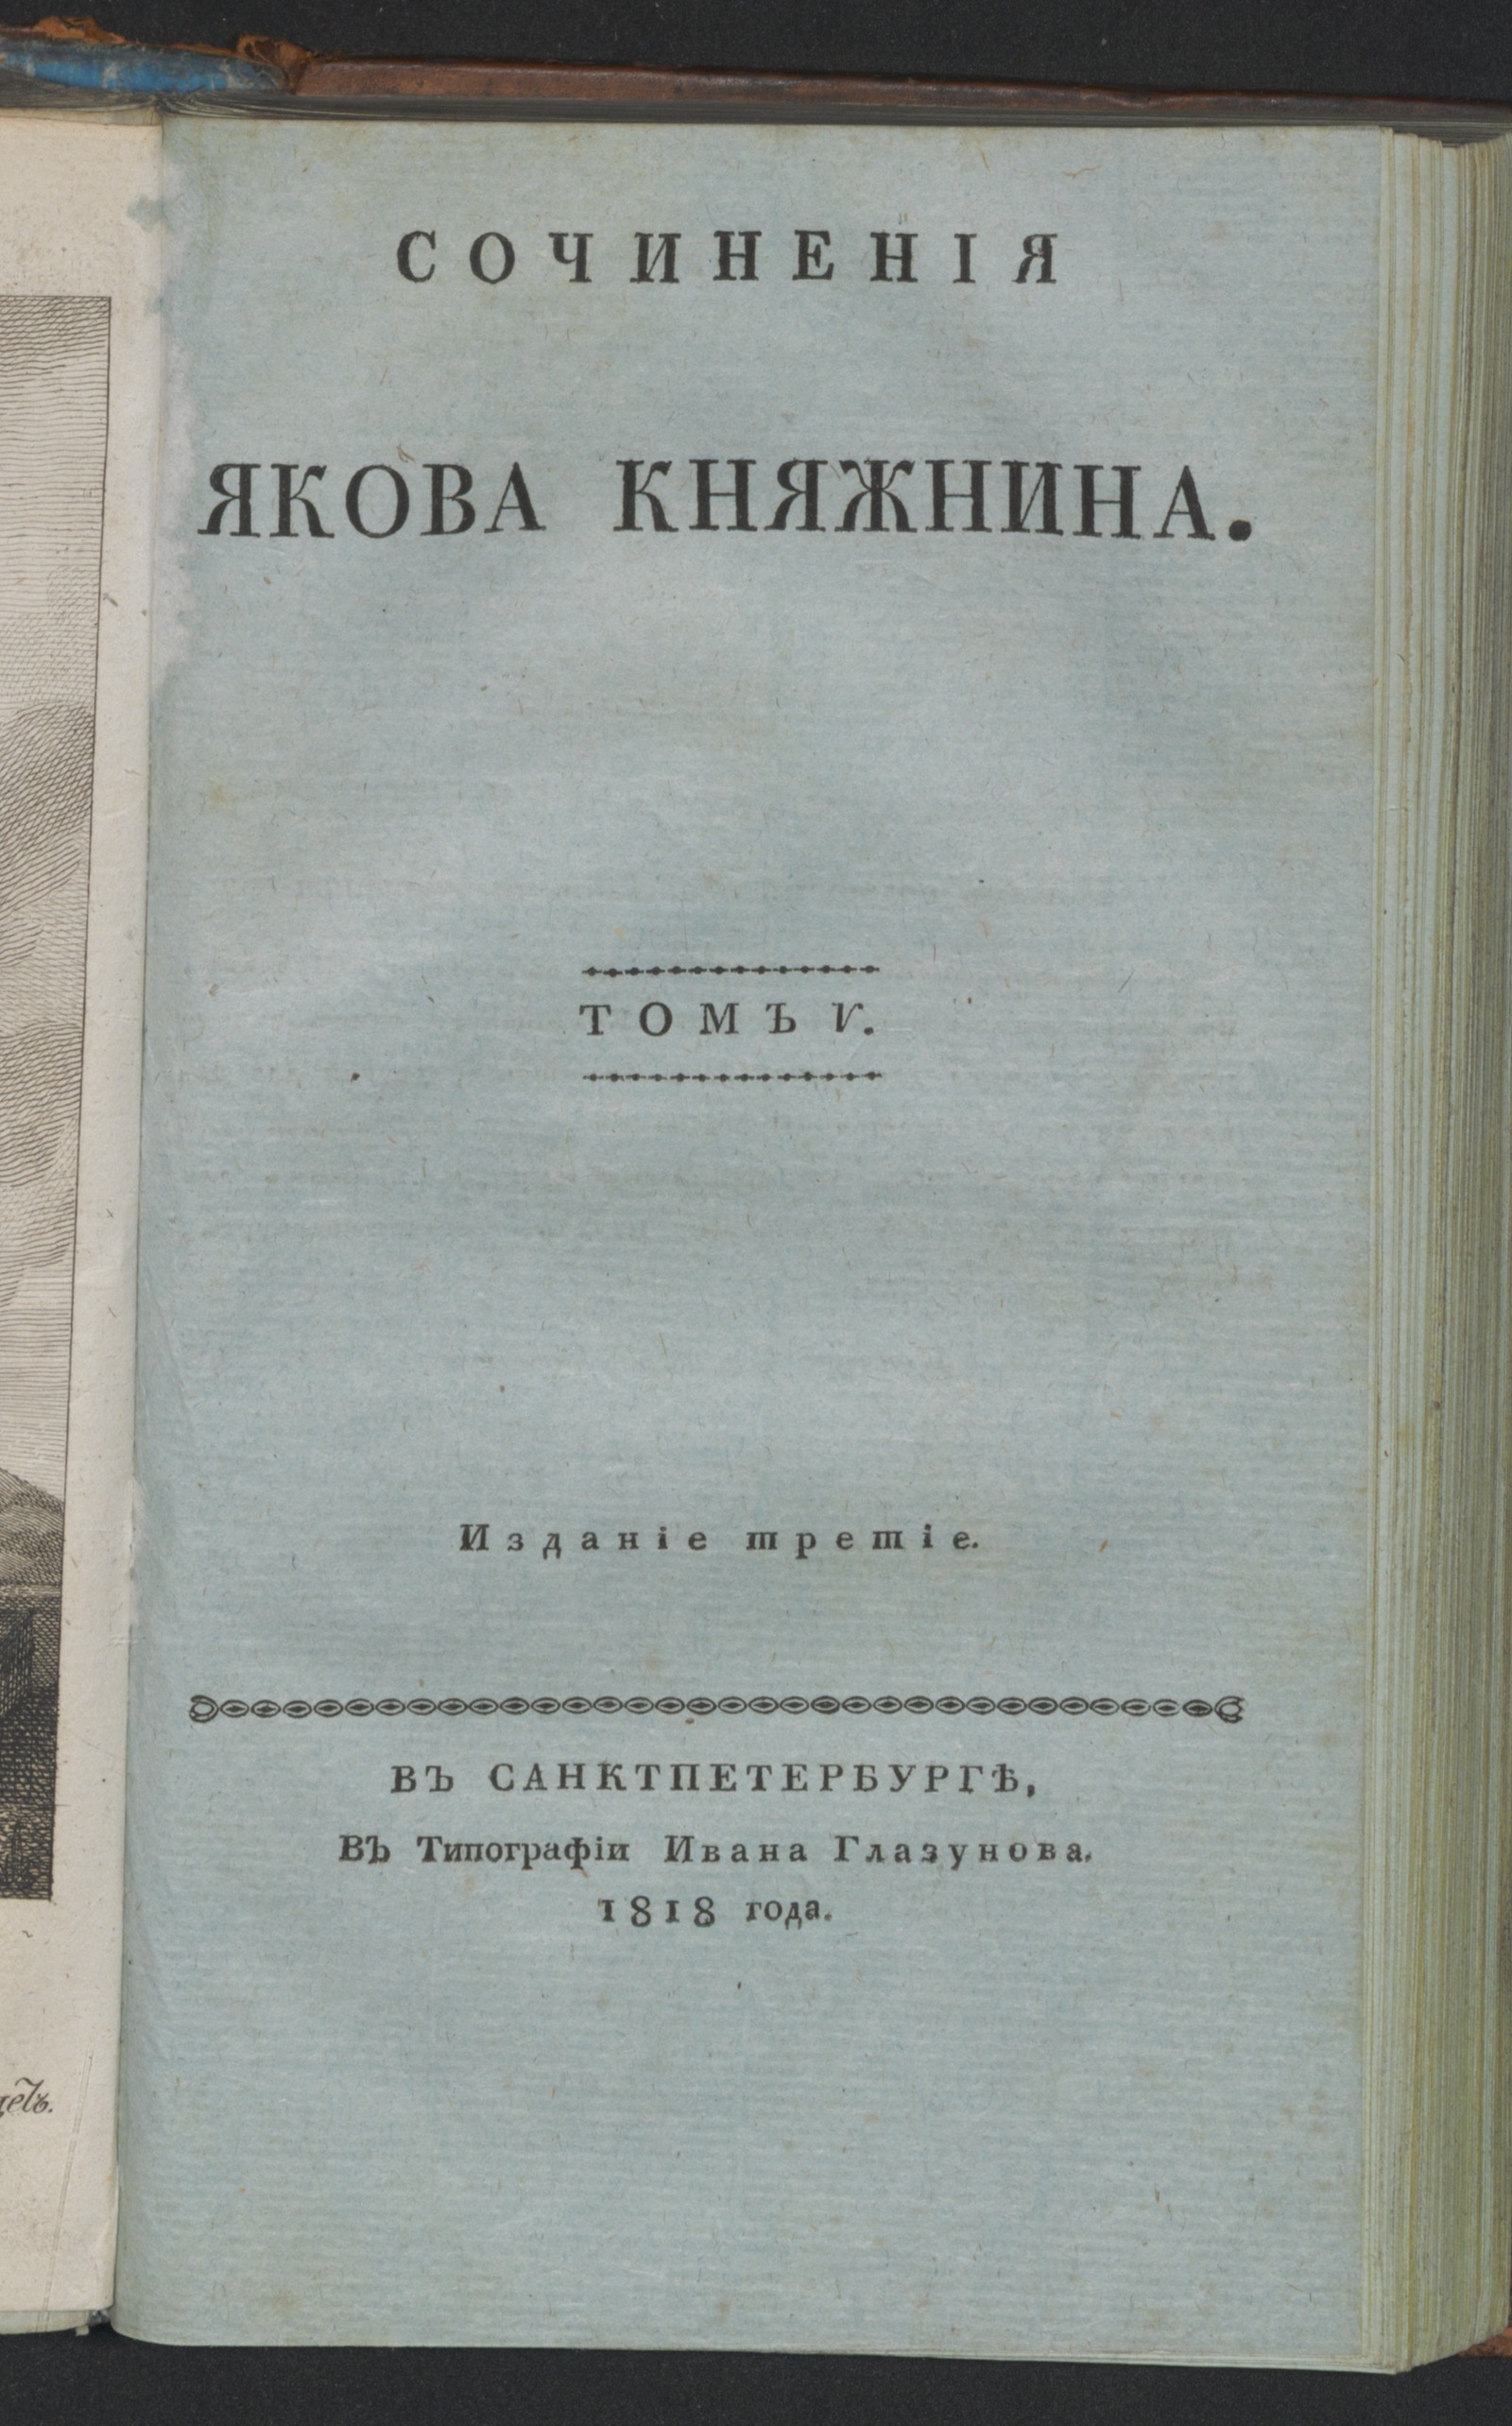 СОЧИНЕНІЯ
ЯКОВА КНЯЖНИНА.
ТОМЪ V.
Изданіе третіе.
ВЪ САНКТПЕТЕРБУРГѢ,
ВЪ Типографіи Ивана Глазунова.
1818 года.